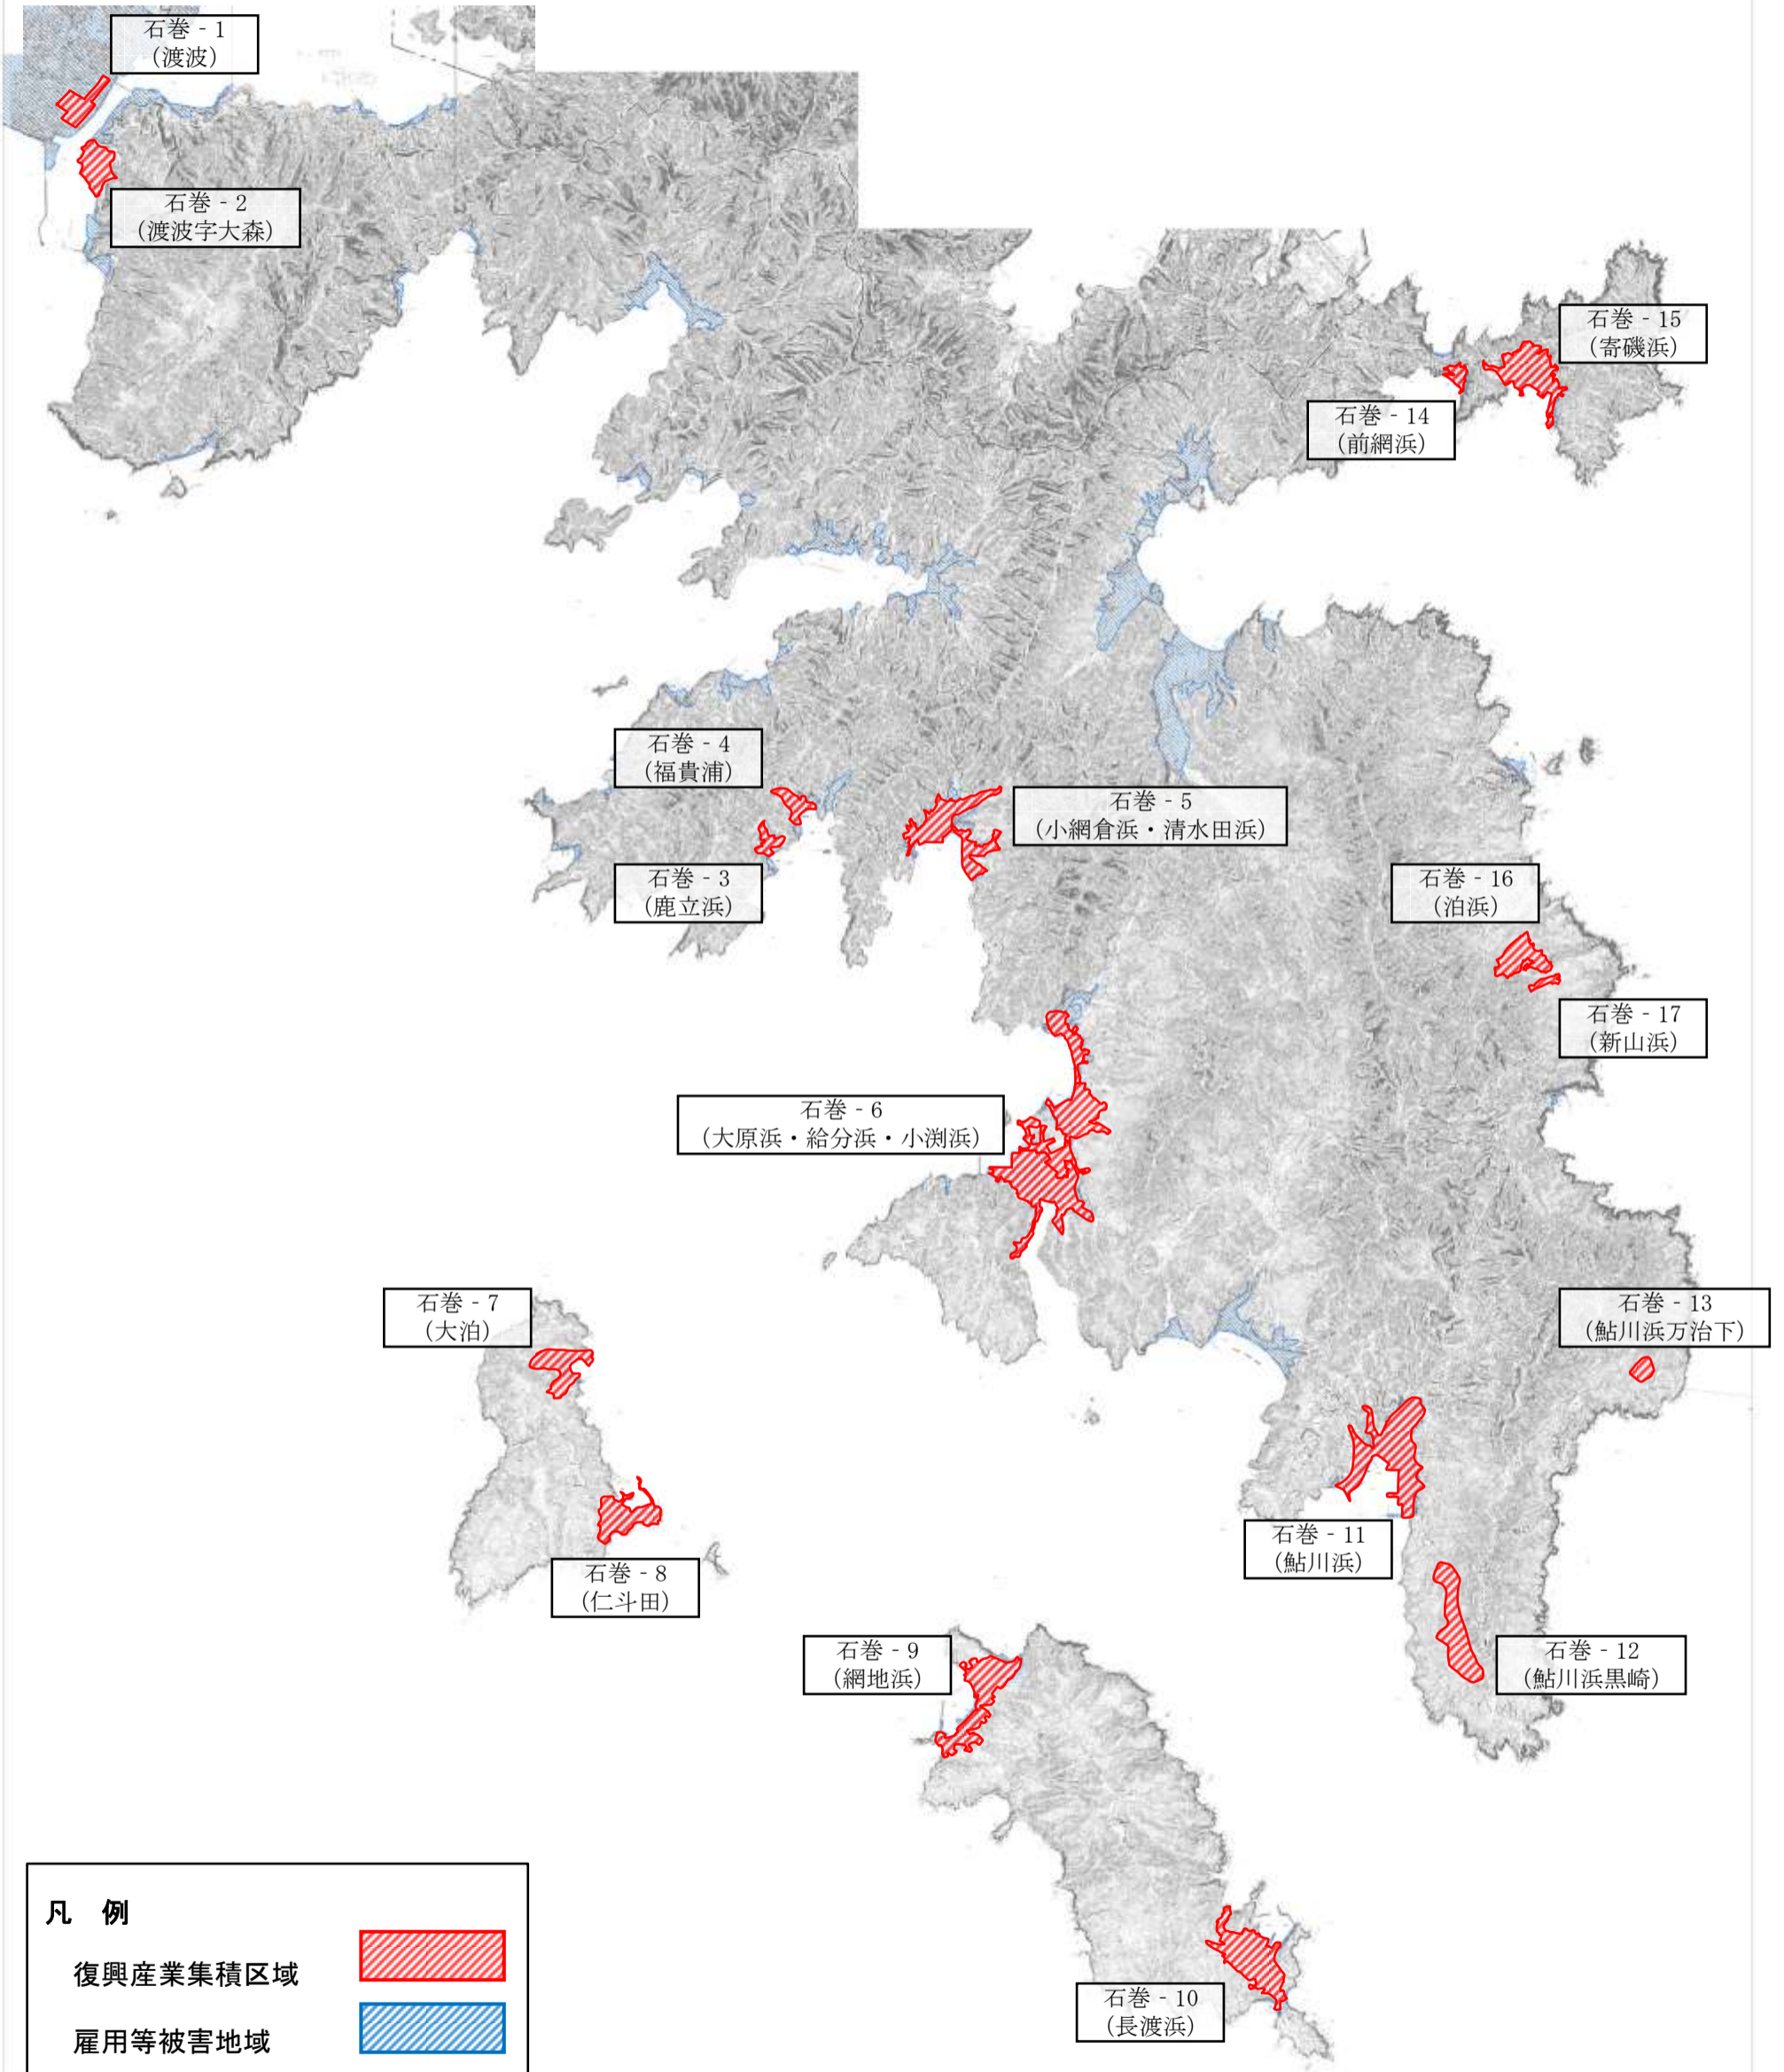 石巻‐1
（渡波）
石巻‐2
（渡波字大森）
石巻‐15
（寄磯浜）
石巻‐14
（前網浜）
石巻‐4
（福貴浦）
石巻‐5
（小網倉浜・清水田浜）
石巻‐3
（鹿立浜）
石巻‐16
（泊浜）
石巻‐17
（新山浜）
石巻‐6
（大原浜・給分浜・小渕浜）
石巻‐7
（大泊）
石巻‐13
（鮎川浜万治下）
石巻‐11
（鮎川浜）
石巻‐8
（仁斗田）
石巻‐9
（網地浜）
石巻‐12
（鮎川浜黒崎）
石巻‐10
（長渡浜）
凡　例
復興産業集積区域
雇用等被害地域